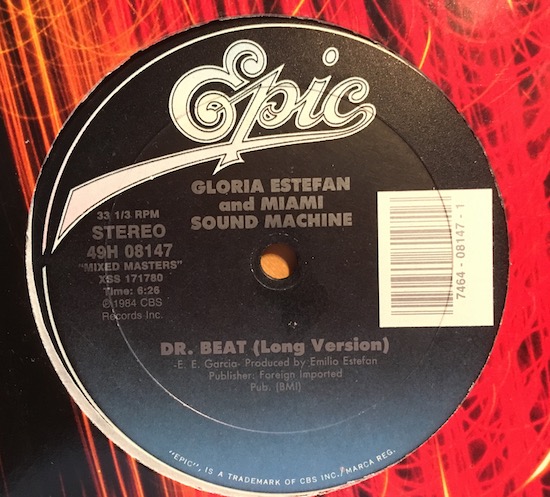 Epic
GLORIA ESTEFAN
and MIAMI
SOUND MACHINE
33 1/3 RPM
STEREO
49H 08147
"MIXED MASTERS"
XSS 171780
Time: 6:26
©1984 CBS
Records Inc.
7464-08147-1
DR. BEAT (Long Version)
-E. E. Garcia- Produced by Emilio Estefan
Publisher: Foreign Imported
Pub. (BMI)
"EPIC", IS A TRADEMARK OF CBS INC./MARCA REG.